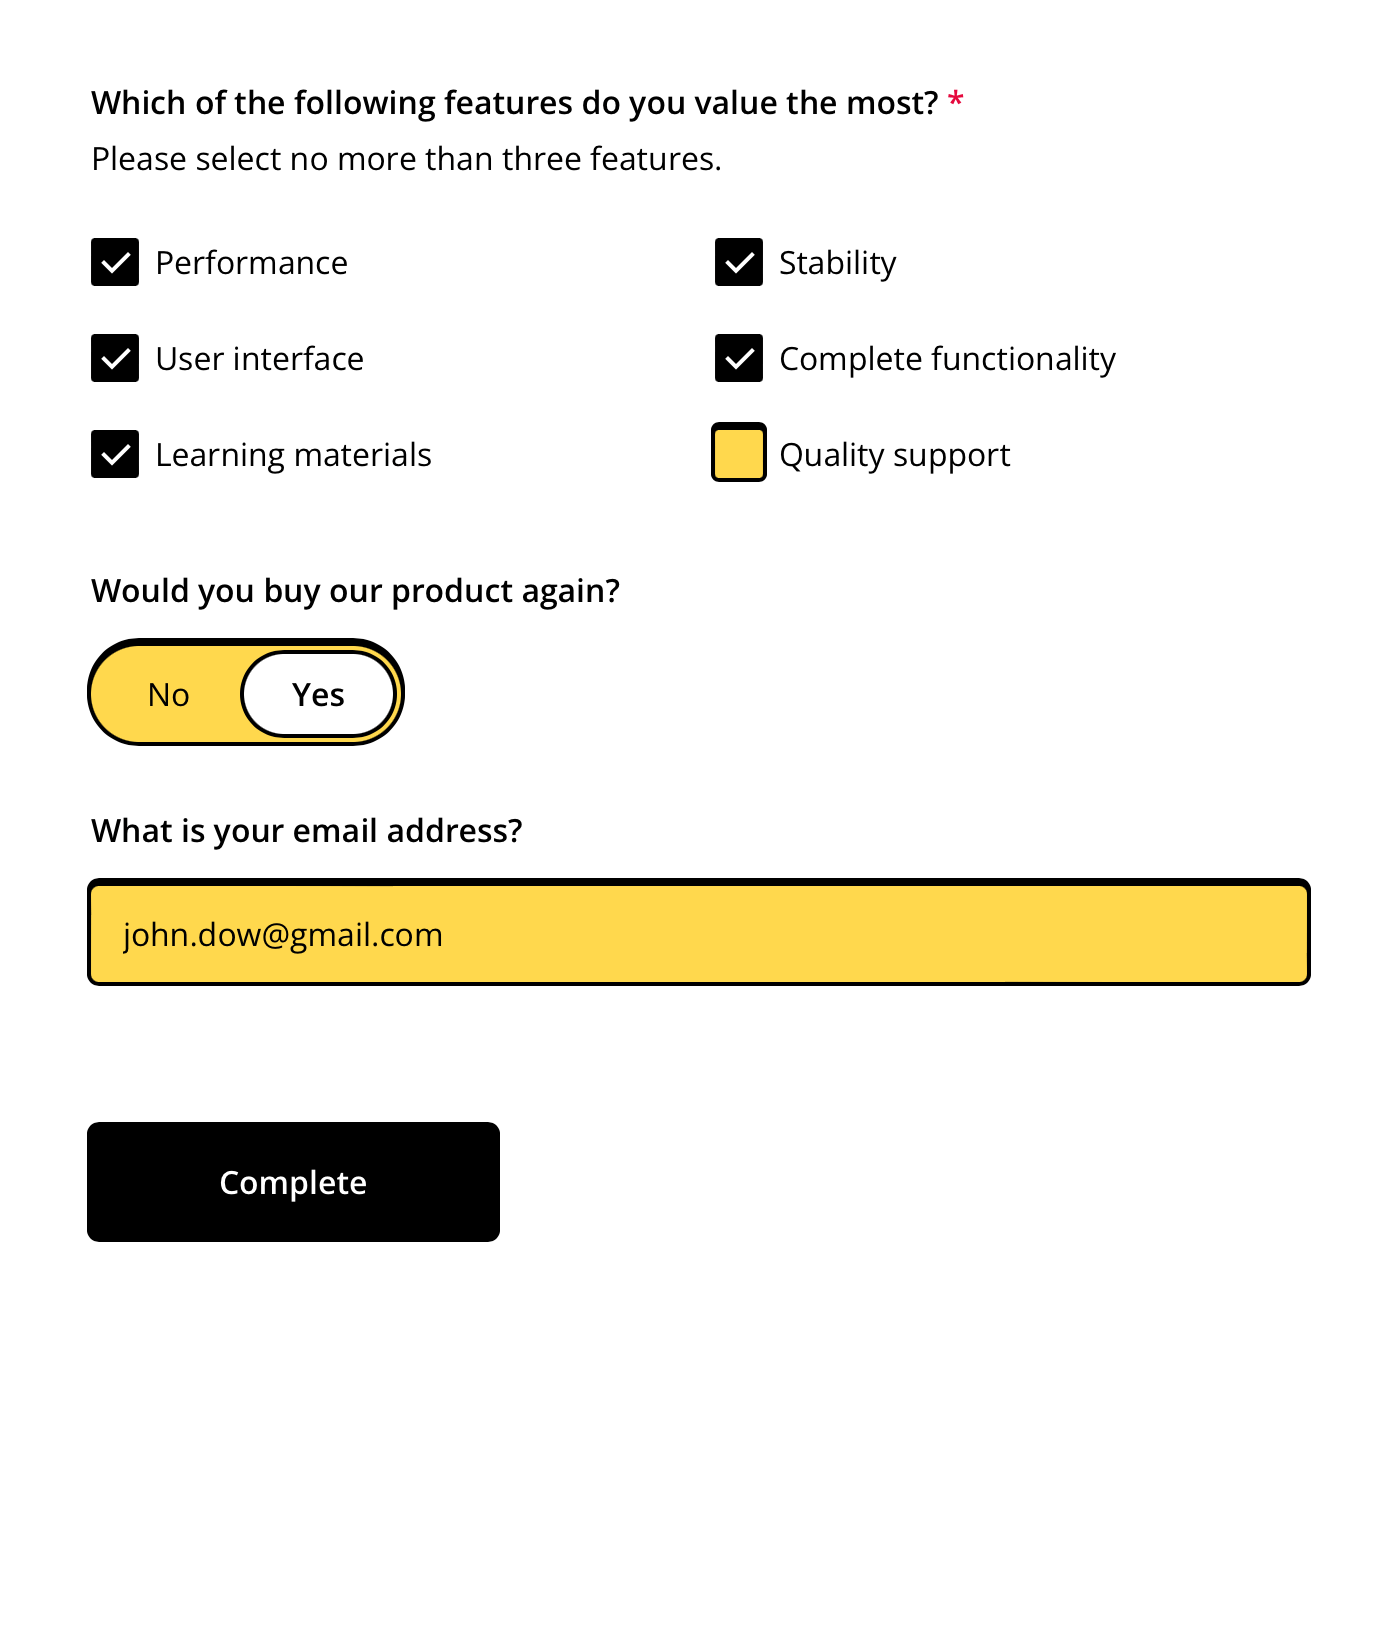 Which of the following features do you value the most? *
Please select no more than three features.
Performance
Stability
User interface
Complete functionality
Learning materials
Quality support
Would you buy our product again?
No Yes
What is your email address?
john.dow@gmail.com
Complete